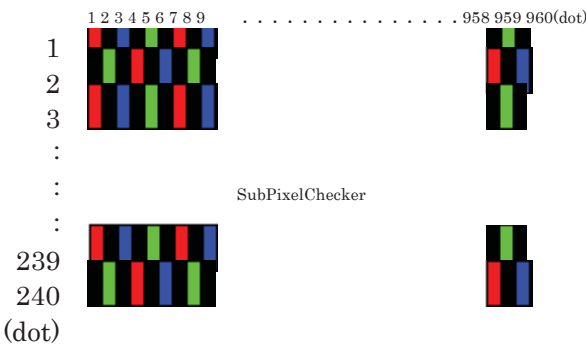 1 2 3 4 5 6 7 8 9 . . . . . . . . . . . . . . . 958 959 960(dot)
1
2
3
:
:
SubPixelChecker
:
239
240
(dot)